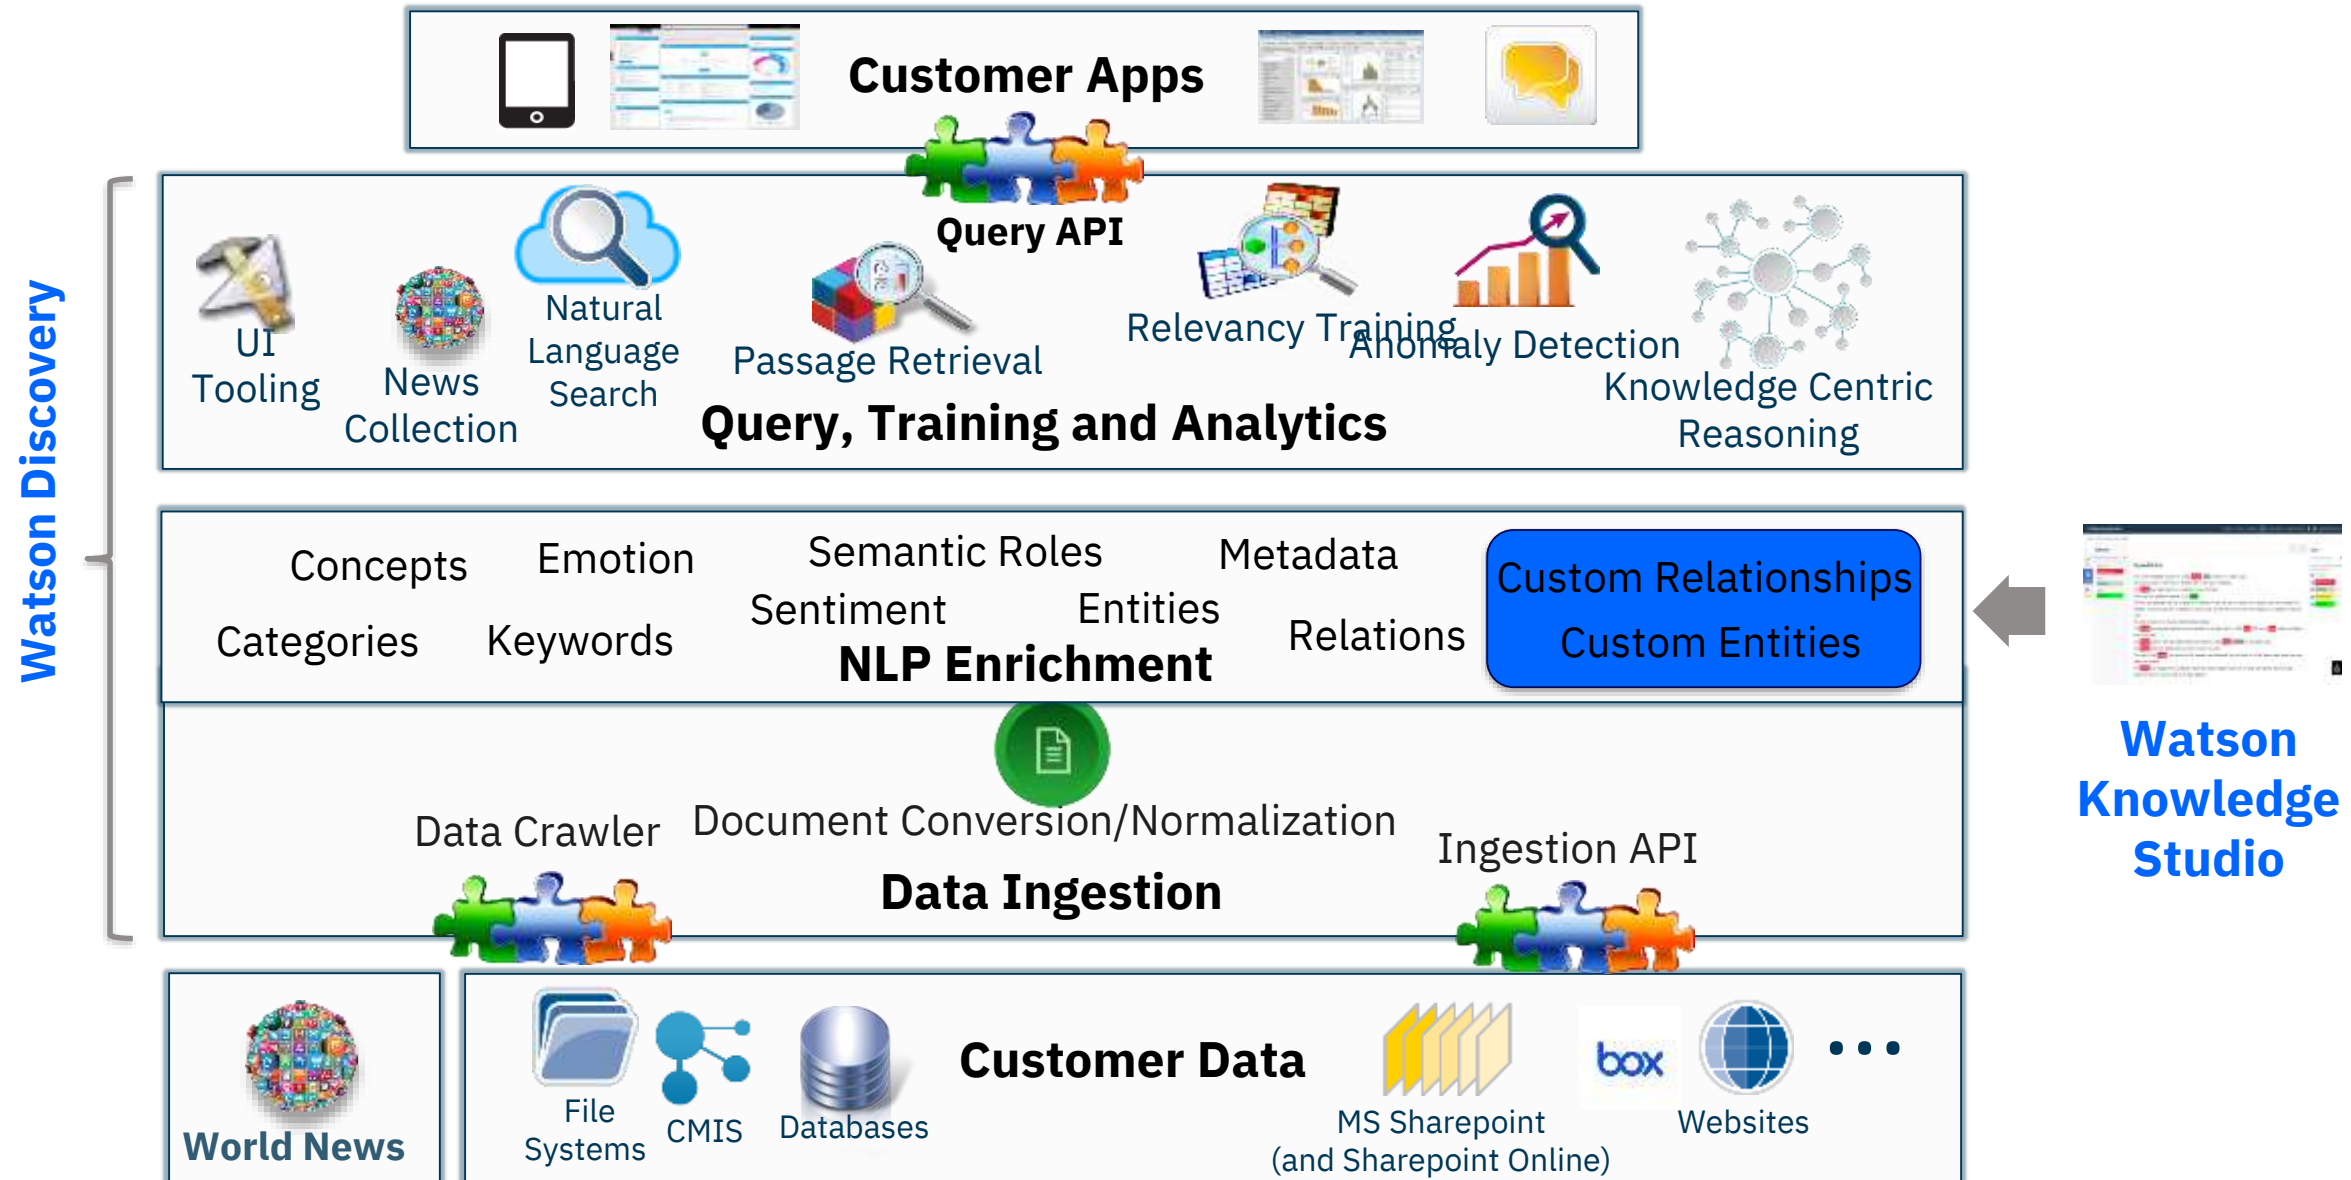 Customer Apps
Watson Discovery
Query API
UI
Tooling
News
Collection
Natural
Language
Search
Passage Retrieval
Relevancy Training
Anomaly Detection
Knowledge Centric
Reasoning
Query, Training and Analytics
Concepts
Emotion
Semantic Roles
Metadata
Categories
Keywords
Sentiment
Entities
Relations
NLP Enrichment
Custom Relationships
Custom Entities
Watson
Knowledge
Studio
Data Crawler
Document Conversion/Normalization
Ingestion API
Data Ingestion
World News
File
Systems
CMIS
Databases
Customer Data
MS Sharepoint
(and Sharepoint Online)
box
Websites
...